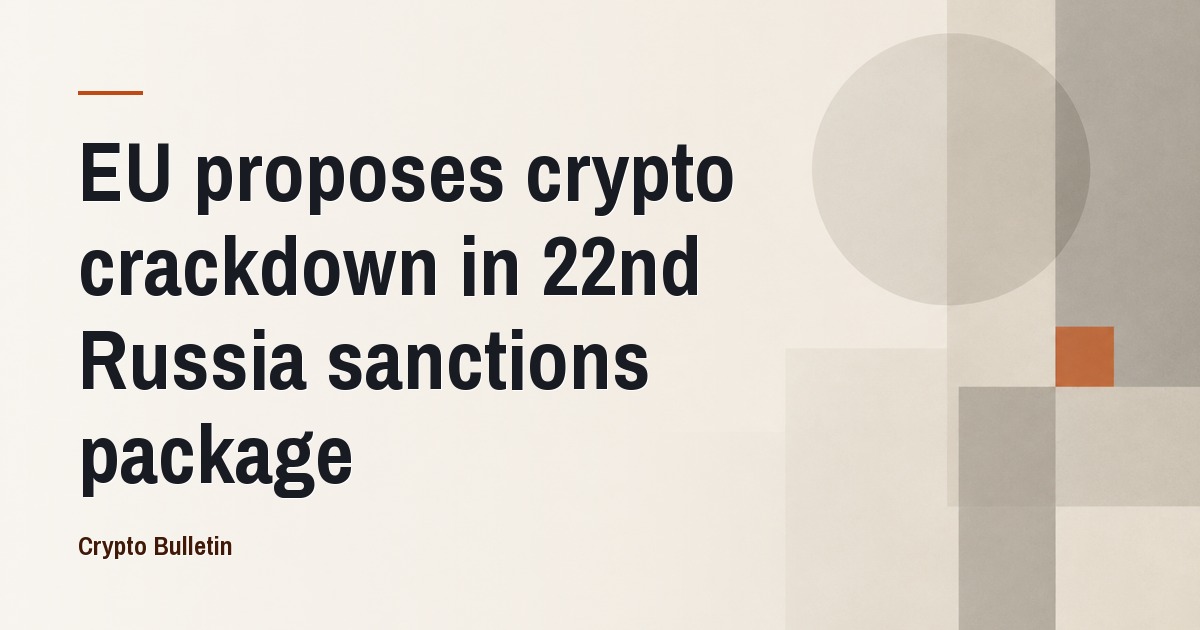 EU proposes crypto
crackdown in 22nd
Russia sanctions
package
Crypto Bulletin